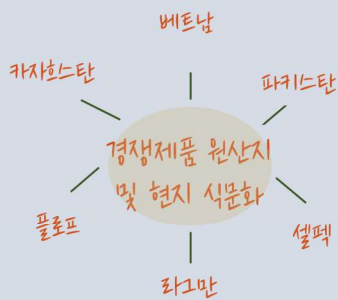 베트남
카자흐스탄
파키스탄
경쟁제품 원산지
및 현지 식문화
플로프
셀펙
라그만